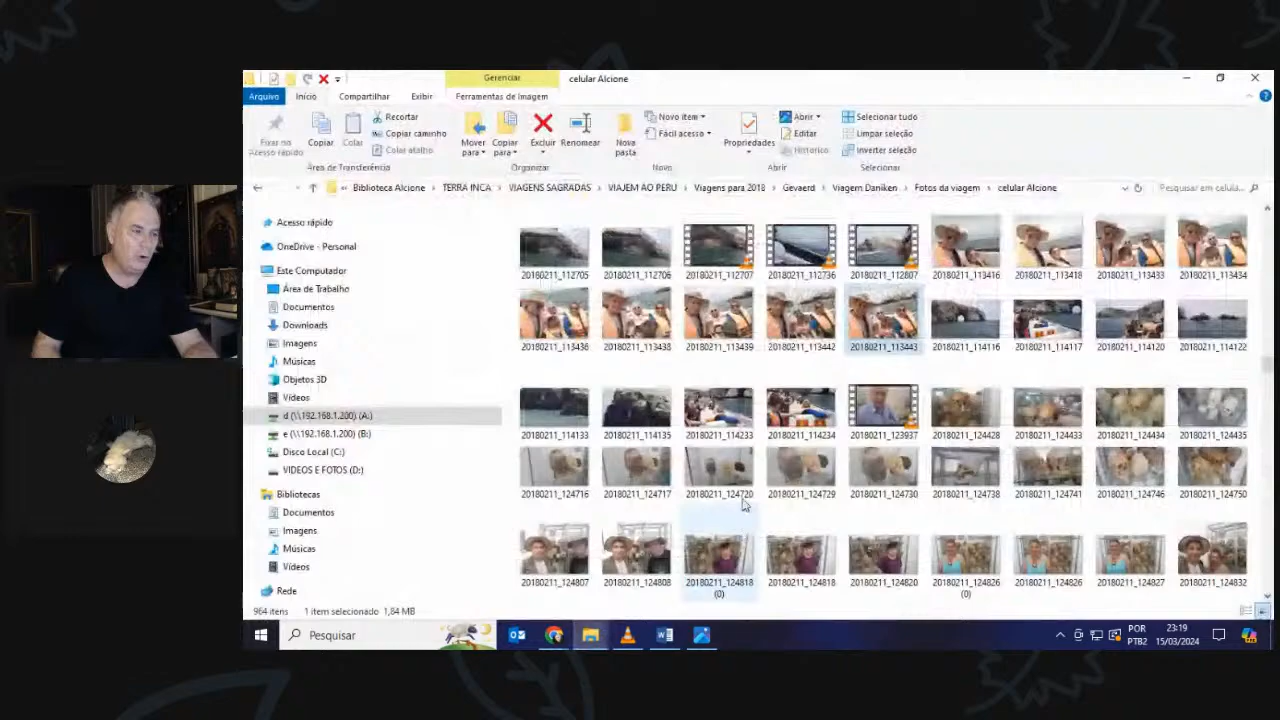 Gerenciar
celular Alcione
Arquivo Início Compartilhar Exibir Ferramentas de Imagem
Fixar no Acesso rápido
Copiar
Colar
Recortar
Copiar caminho
Colar atalho
Área de Transferência
Mover para
Copiar para
Excluir
Renomear
Organizar
Nova pasta
Novo item
Fácil acesso
Novo
Propriedades
Abrir
Editar
Histórico
Abrir
Selecionar tudo
Limpar seleção
Inverter seleção
Selecionar
« Biblioteca Alcione > TERRA INCA > VIAGENS SAGRADAS > VIAJEM AO PERU > Viagens para 2018 > Gevaerd > Viagem Daniken > Fotos da viagem > celular Alcione
Pesquisar em celula...
Acesso rápido
OneDrive - Personal
Este Computador
Área de Trabalho
Documentos
Downloads
Imagens
Músicas
Objetos 3D
Vídeos
d (\\192.168.1.200) (A:)
e (\\192.168.1.200) (B:)
Disco Local (C:)
VIDEOS E FOTOS (D:)
Bibliotecas
Documentos
Imagens
Músicas
Vídeos
Rede
20180211_112705 20180211_112706 20180211_112707 20180211_112736 20180211_112807 20180211_113416 20180211_113418 20180211_113433 20180211_113434
20180211_113436 20180211_113438 20180211_113439 20180211_113442 20180211_113443 20180211_114116 20180211_114117 20180211_114120 20180211_114122
20180211_114133 20180211_114135 20180211_114233 20180211_114234 20180211_123937 20180211_124428 20180211_124433 20180211_124434 20180211_124435
20180211_124716 20180211_124717 20180211_124720 20180211_124729 20180211_124730 20180211_124738 20180211_124741 20180211_124746 20180211_124750
20180211_124807 20180211_124808 20180211_124818 (0) 20180211_124818 20180211_124820 20180211_124826 (0) 20180211_124826 20180211_124827 20180211_124832
964 itens 1 item selecionado 1,84 MB
Pesquisar
POR
PTB2
23:19
15/03/2024